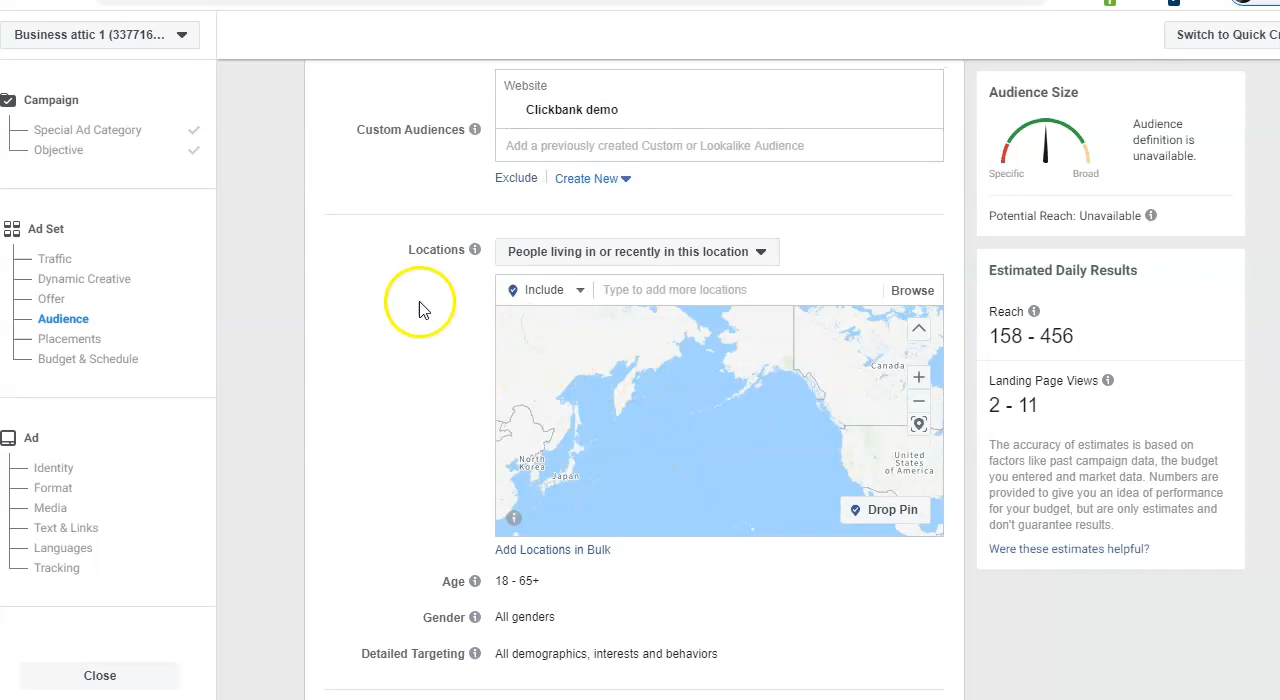 Business attic 1 (337716...
Switch to Quick Cr
Campaign
Special Ad Category
Objective
Ad Set
Traffic
Dynamic Creative
Offer
Audience
Placements
Budget & Schedule
Ad
Identity
Format
Media
Text & Links
Languages
Tracking
Close
Custom Audiences
Website
Clickbank demo
Add a previously created Custom or Lookalike Audience
Exclude
Create New
Locations
People living in or recently in this location
Include
Type to add more locations
Browse
Canada
North
Korea
Japan
United
States
of America
Drop Pin
Add Locations in Bulk
Age
18 - 65+
Gender
All genders
Detailed Targeting
All demographics, interests and behaviors
Audience Size
Specific
Broad
Audience
definition is
unavailable.
Potential Reach: Unavailable
Estimated Daily Results
Reach
158 - 456
Landing Page Views
2 - 11
The accuracy of estimates is based on
factors like past campaign data, the budget
you entered and market data. Numbers are
provided to give you an idea of performance
for your budget, but are only estimates and
don't guarantee results.
Were these estimates helpful?